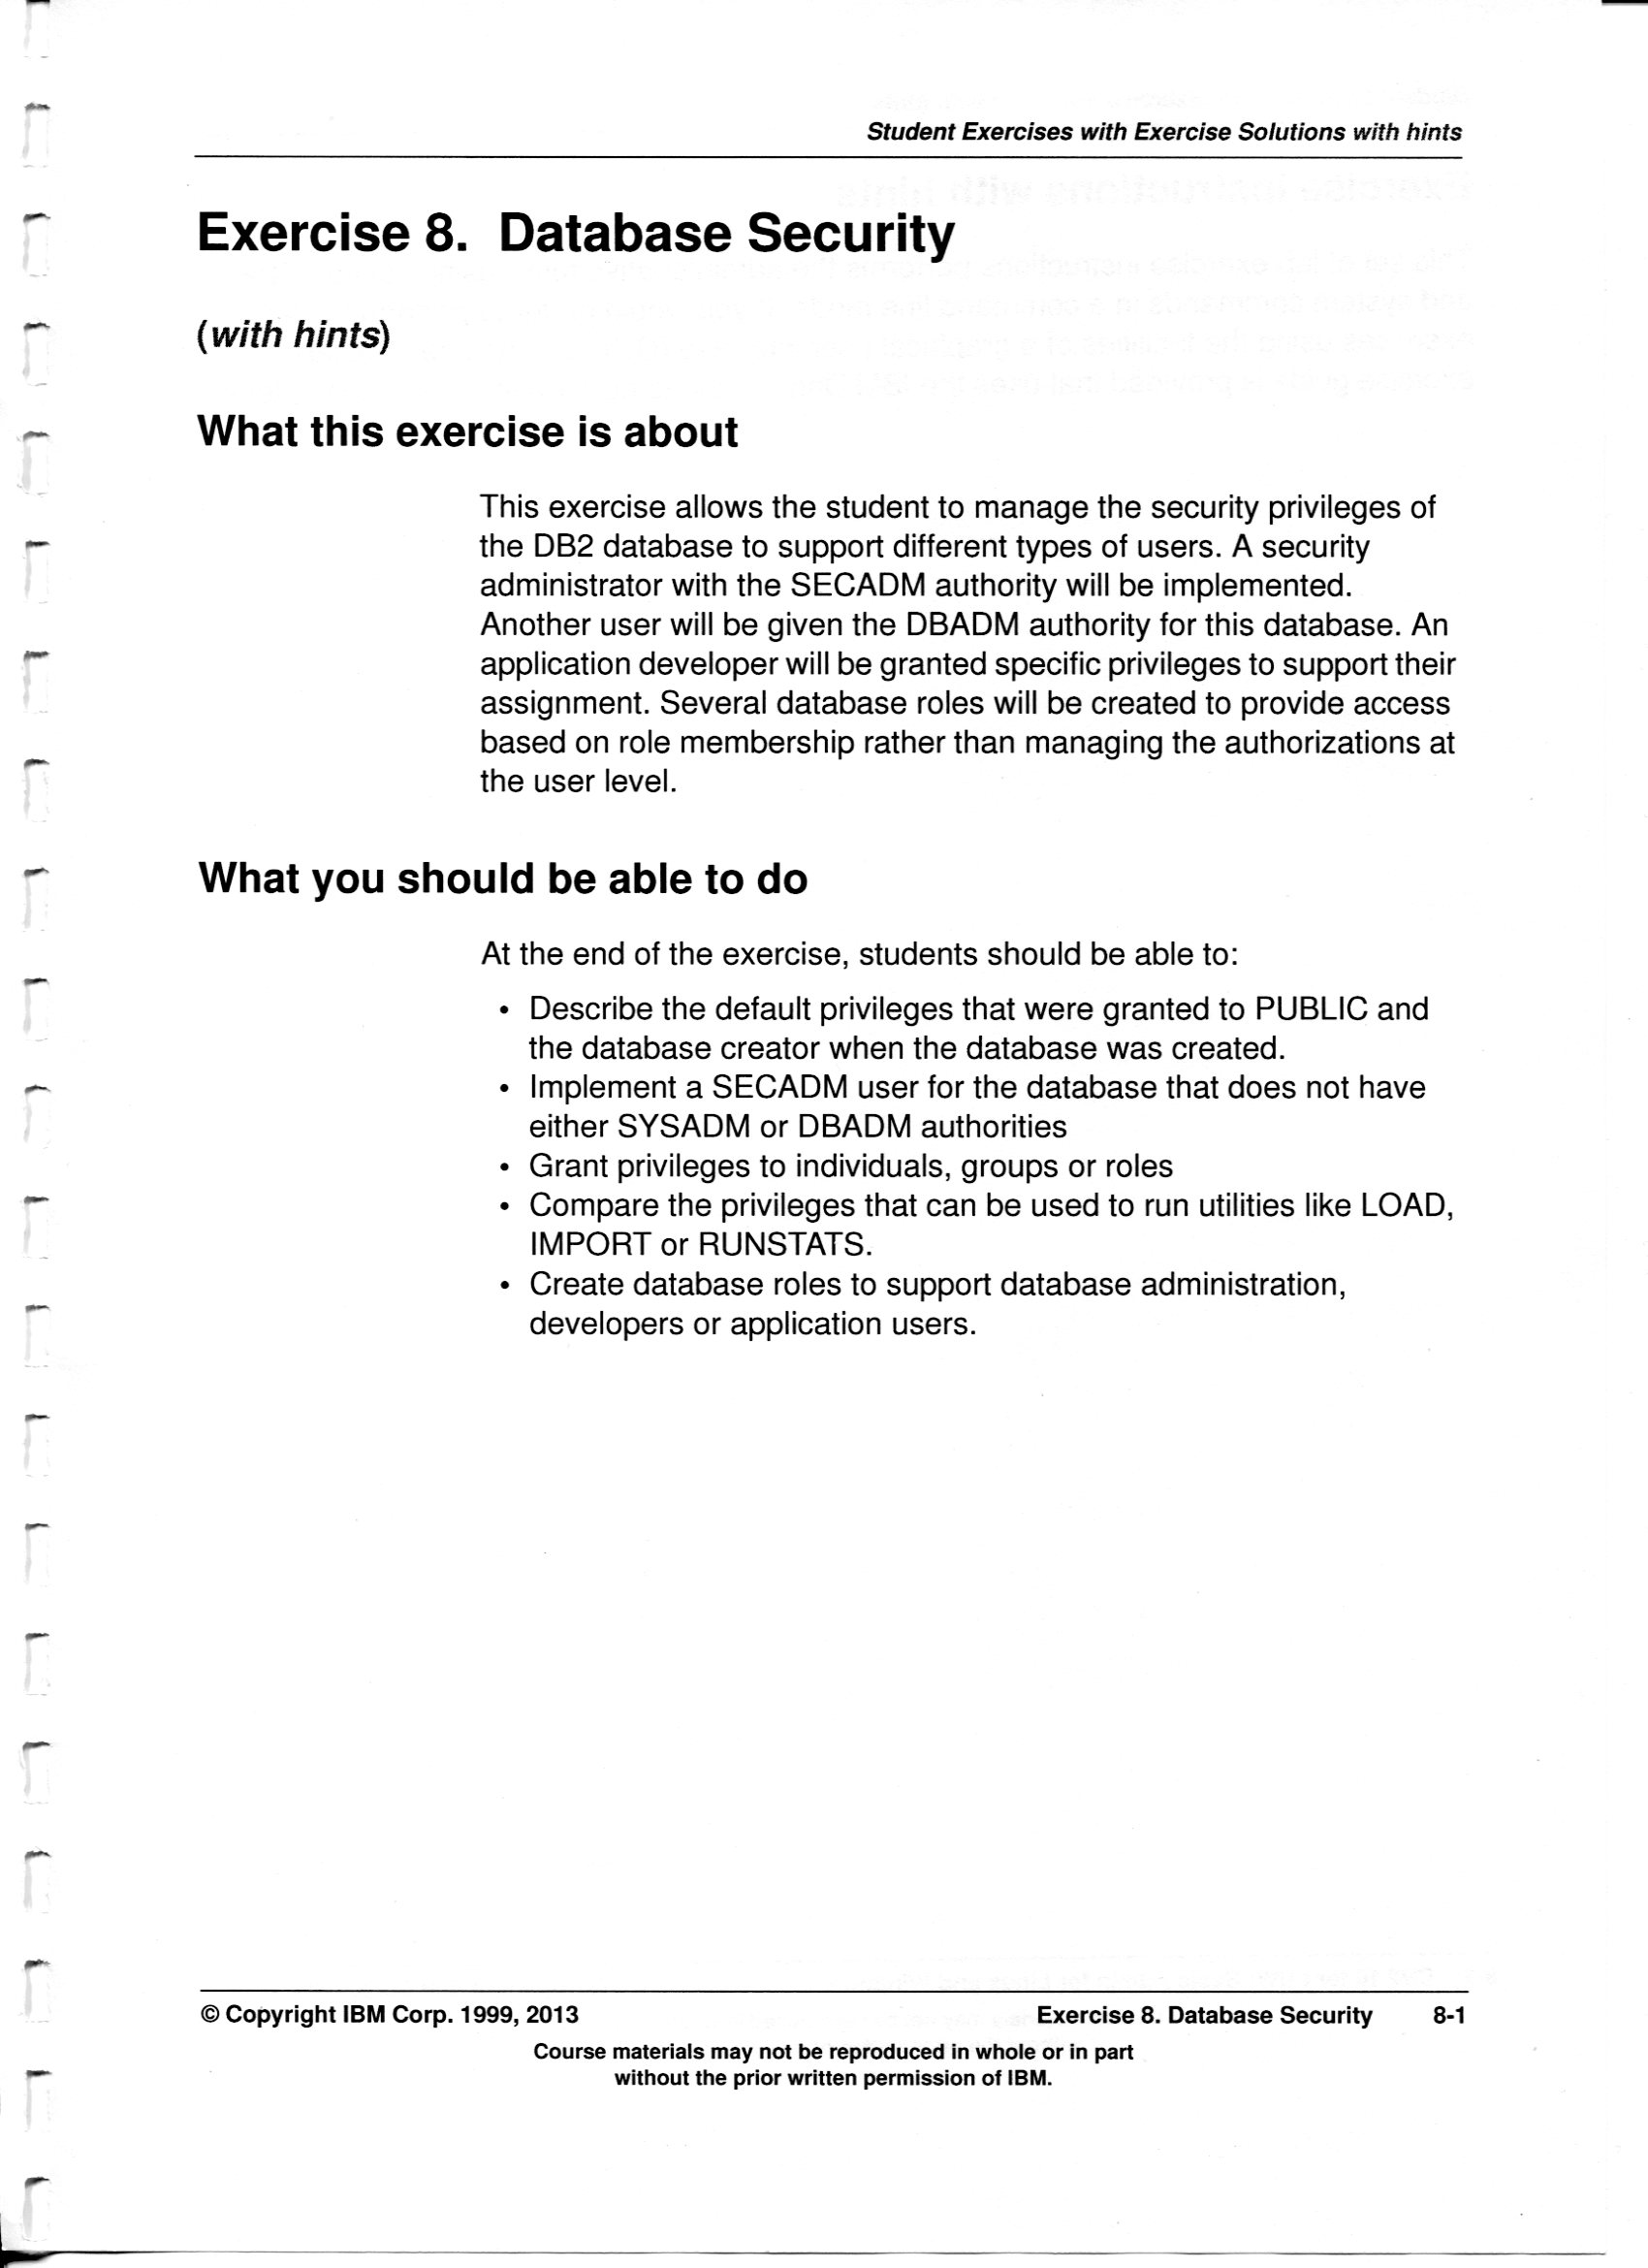 Student Exercises with Exercise Solutions with hints
Exercise 8. Database Security
(with hints)
What this exercise is about
This exercise allows the student to manage the security privileges of
the DB2 database to support different types of users. A security
administrator with the SECADM authority will be implemented.
Another user will be given the DBADM authority for this database. An
application developer will be granted specific privileges to support their
assignment. Several database roles will be created to provide access
based on role membership rather than managing the authorizations at
the user level.
What you should be able to do
At the end of the exercise, students should be able to:
• Describe the default privileges that were granted to PUBLIC and
the database creator when the database was created.
• Implement a SECADM user for the database that does not have
either SYSADM or DBADM authorities
• Grant privileges to individuals, groups or roles
• Compare the privileges that can be used to run utilities like LOAD,
IMPORT or RUNSTATS.
• Create database roles to support database administration,
developers or application users.
© Copyright IBM Corp. 1999, 2013 Exercise 8. Database Security 8-1
Course materials may not be reproduced in whole or in part
without the prior written permission of IBM.